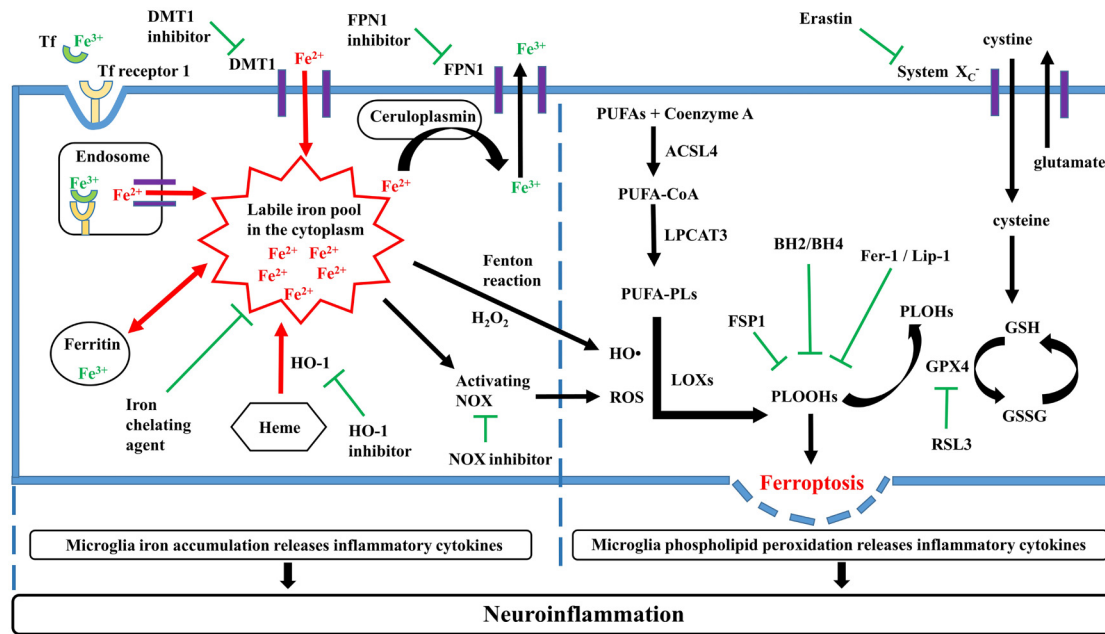 DMT1
inhibitor
FPN1
inhibitor
Erastin
Tf
Fe³⁺
Tf receptor 1
DMT1
Fe²⁺
FPN1
Fe³⁺
cystine
System X_C⁻
Endosome
Fe³⁺
Fe²⁺
Ceruloplasmin
Fe²⁺
Fe³⁺
PUFAs + Coenzyme A
ACSL4
PUFA-CoA
LPCAT3
PUFA-PLs
glutamate
cysteine
Labile iron pool
in the cytoplasm
Fe²⁺ Fe²⁺
Fe²⁺ Fe²⁺
Fe²⁺
Fenton
reaction
H₂O₂
BH2/BH4
Fer-1 / Lip-1
FSP1
PLOHs
GSH
GPX4
GSSG
RSL3
Ferritin
Fe³⁺
HO-1
Heme
Iron
chelating
agent
HO-1
inhibitor
Activating
NOX
NOX inhibitor
HO•
ROS
LOXs
PLOOHs
Ferroptosis
Microglia iron accumulation releases inflammatory cytokines
Microglia phospholipid peroxidation releases inflammatory cytokines
Neuroinflammation